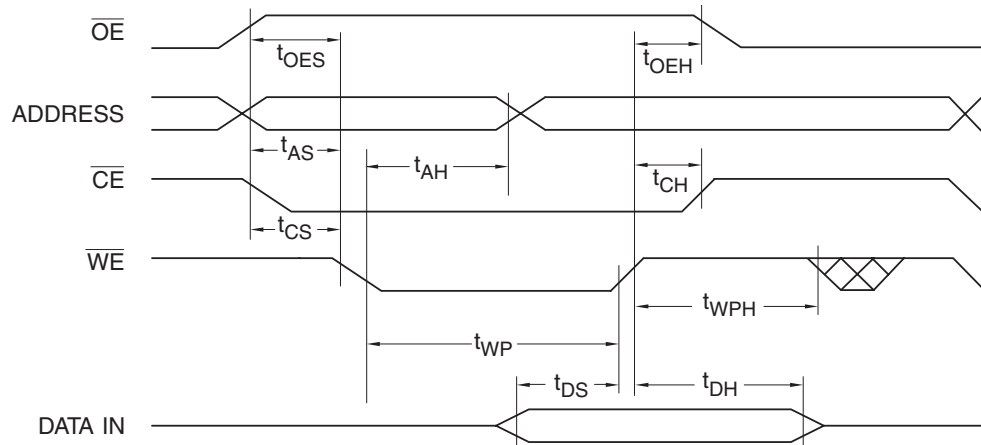 OE
tOES
tOEH
ADDRESS
tAS
tAH
CE
tCH
tCS
WE
tWPH
tWP
tDS
tDH
DATA IN